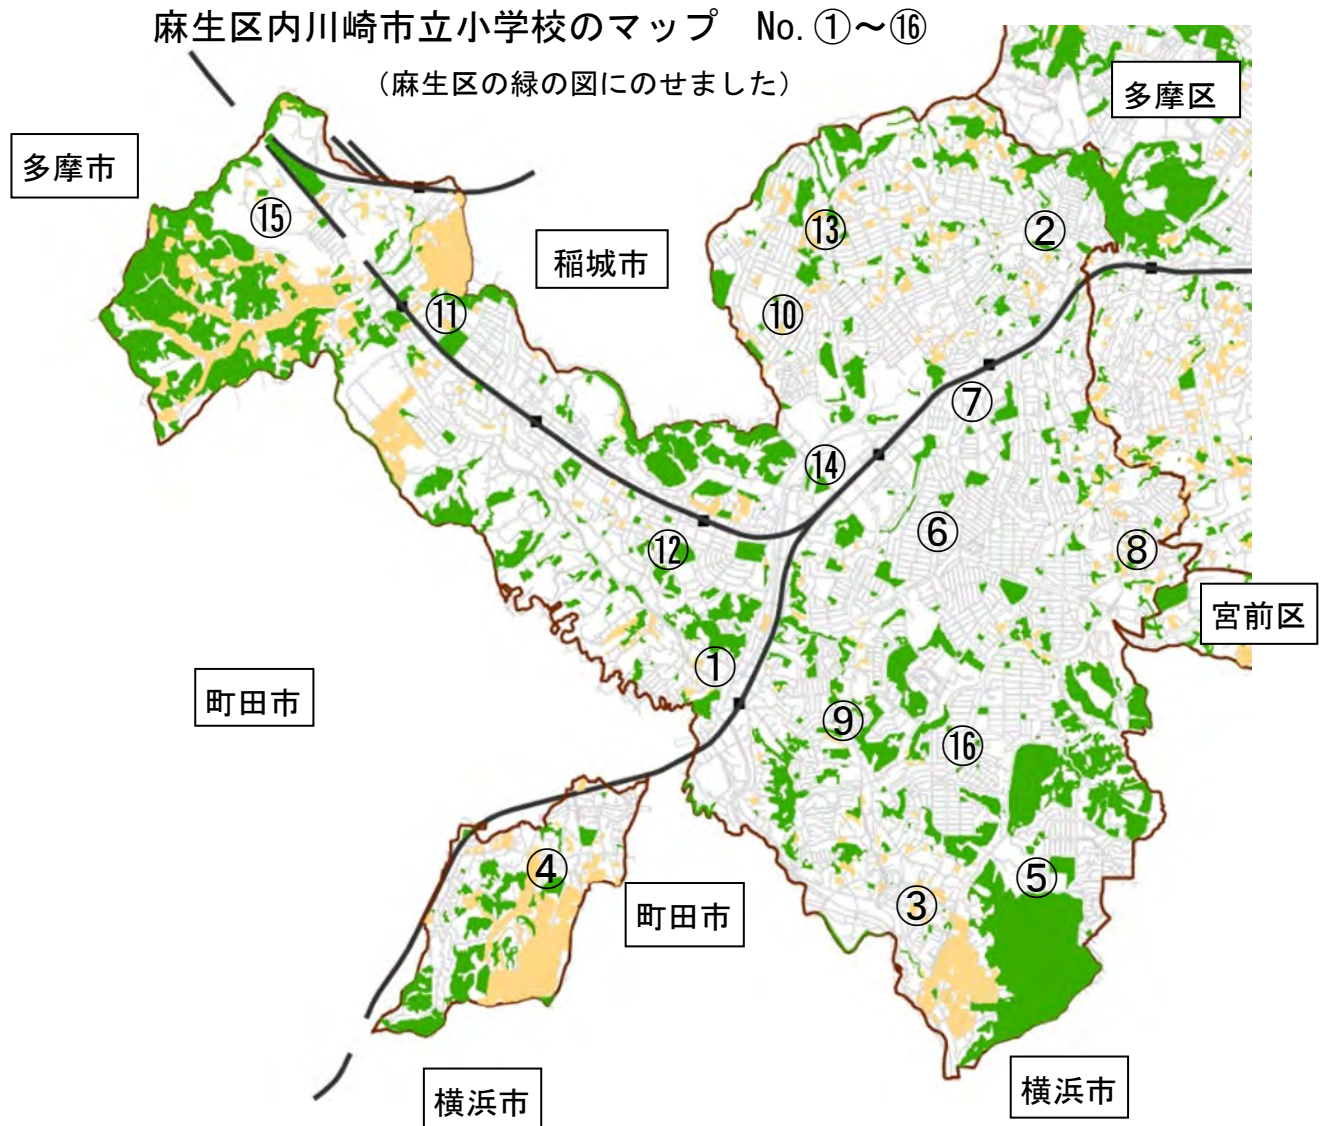 麻生区内川崎市立小学校のマップ　No.①～⑯
（麻生区の緑の図にのせました）
多摩区
多摩市
稲城市
⑮
⑬
②
⑪
⑩
⑦
⑭
⑥
⑫
⑧
宮前区
①
町田市
⑨
⑯
④
⑤
町田市
③
横浜市
横浜市